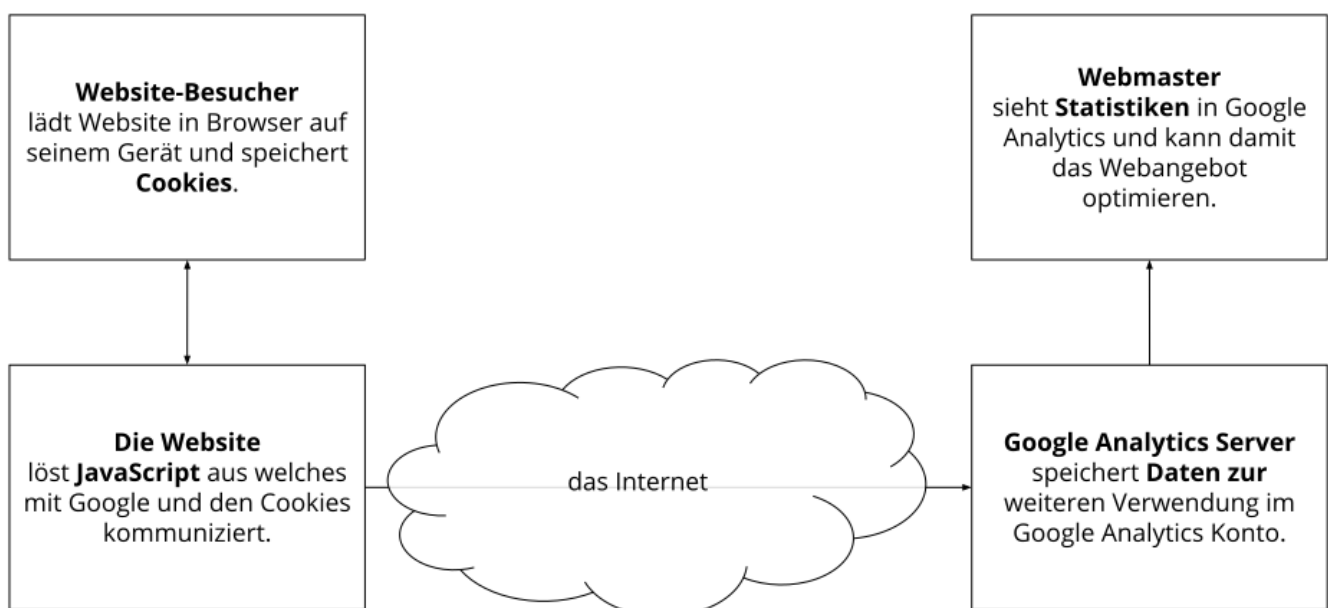 Website-Besucher
lädt Website in Browser auf
seinem Gerät und speichert
Cookies.
Webmaster
sieht Statistiken in Google
Analytics und kann damit
das Webangebot
optimieren.
Die Website
löst JavaScript aus welches
mit Google und den Cookies
kommuniziert.
das Internet
Google Analytics Server
speichert Daten zur
weiteren Verwendung im
Google Analytics Konto.